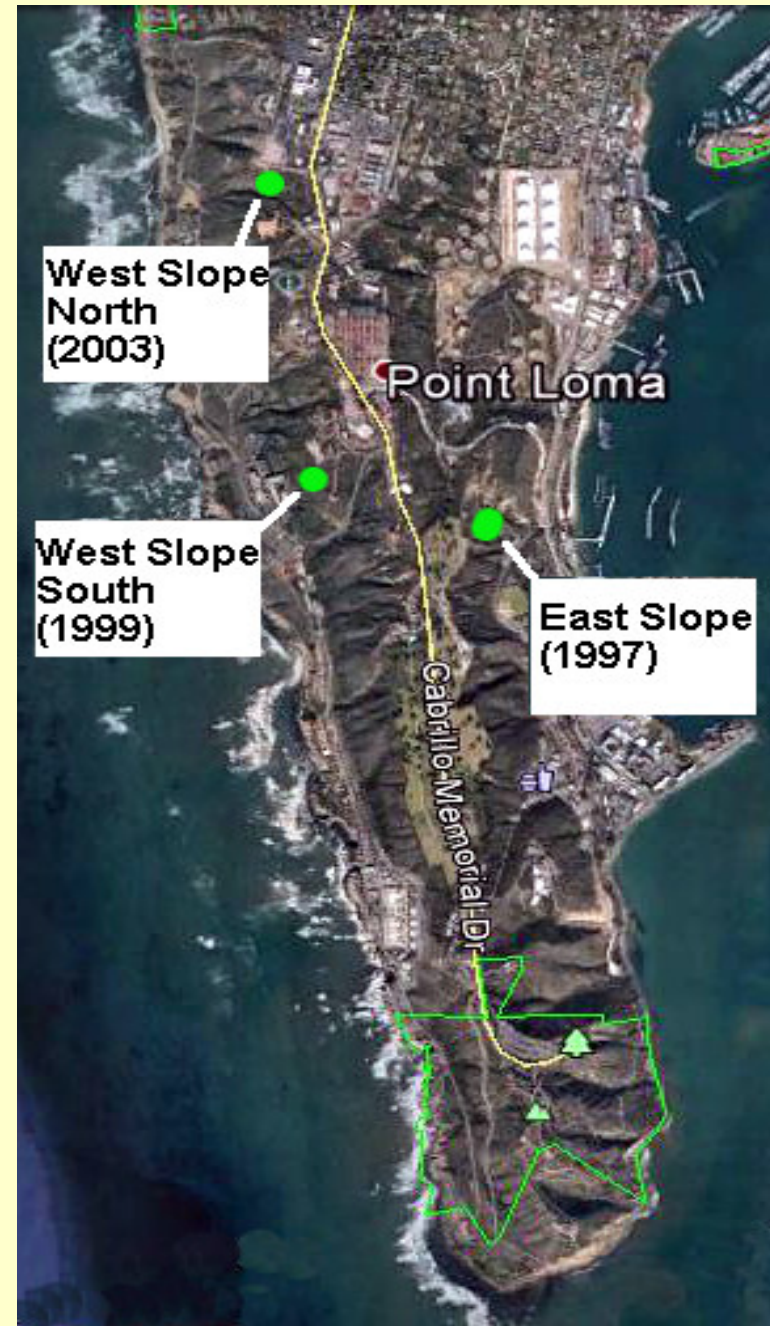 West Slope
North
(2003)
Point Loma
West Slope
South
(1999)
East Slope
(1997)
Cabrillo Memorial Dr